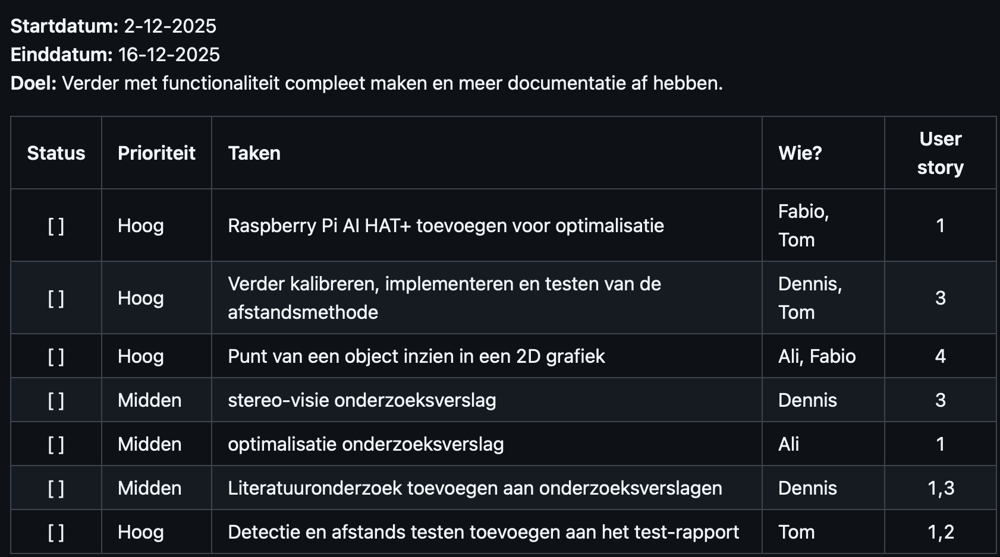 Startdatum: 2-12-2025
Einddatum: 16-12-2025
Doel: Verder met functionaliteit compleet maken en meer documentatie af hebben.
Status Prioriteit Taken Wie? User story
[ ] Hoog Raspberry Pi AI HAT+ toevoegen voor optimalisatie Fabio, Tom 1
[ ] Hoog Verder kalibreren, implementeren en testen van de afstandsmethode Dennis, Tom 3
[ ] Hoog Punt van een object inzien in een 2D grafiek Ali, Fabio 4
[ ] Midden stereo-visie onderzoeksverslag Dennis 3
[ ] Midden optimalisatie onderzoeksverslag Ali 1
[ ] Midden Literatuuronderzoek toevoegen aan onderzoeksverslagen Dennis 1,3
[ ] Hoog Detectie en afstands testen toevoegen aan het test-rapport Tom 1,2